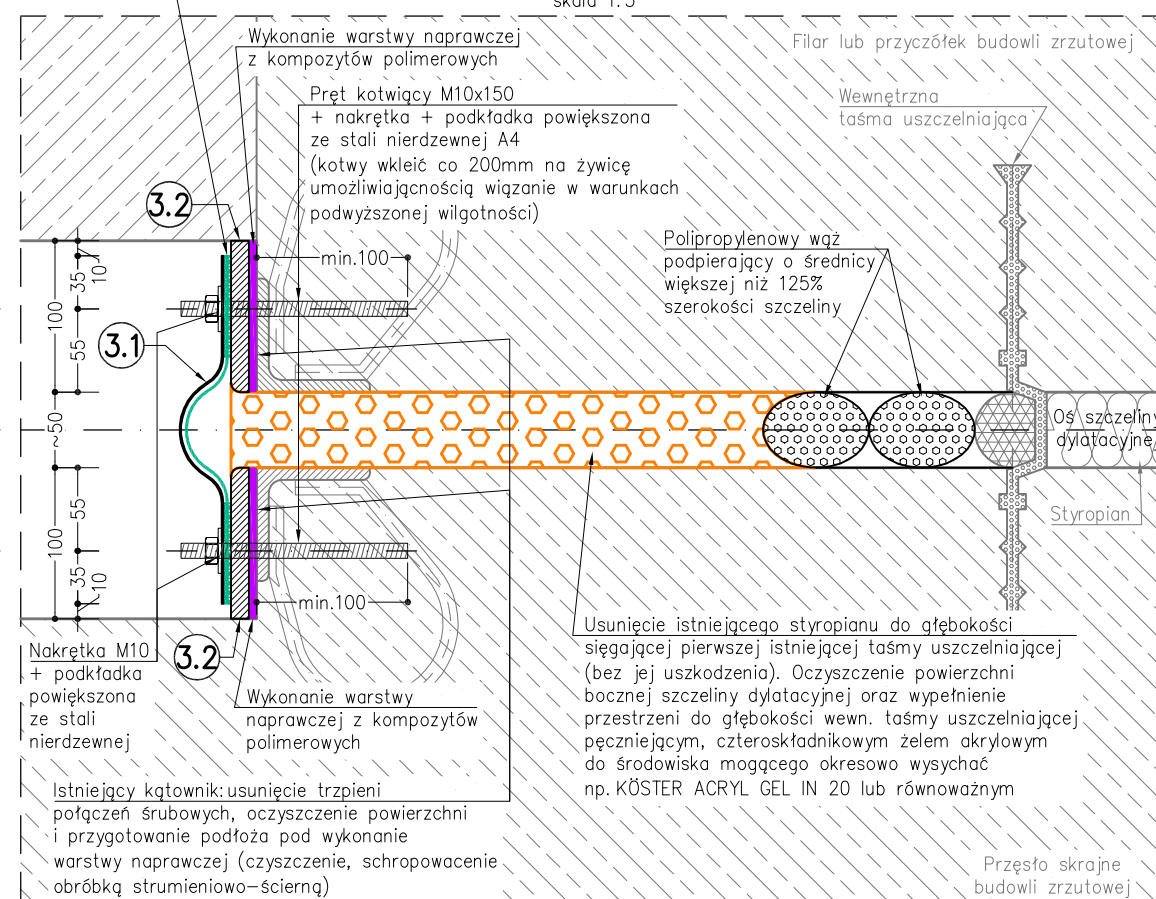 skala 1:5
Wykonanie warstwy naprawczej
z kompozytów polimerowych
Filar lub przyczółek budowli zrzutowej
Pręt kotwiący M10x150
+ nakrętka + podkładka powiększona
ze stali nierdzewnej A4
(kotwy wkleić co 200mm na żywicę
umożliwiającnością wiązanie w warunkach
podwyższonej wilgotności)
Wewnętrzna
taśma uszczelniająca
3.2
Polipropylenowy wąż
podpierający o średnicy
większej niż 125%
szerokości szczeliny
min.100
35
10
100
55
3.1
~50
Oś szczeliny
dylatacyjne
55
100
35
10
Styropian
min.100
3.2
Nakrętka M10
+ podkładka
powiększona
ze stali
nierdzewnej
Wykonanie warstwy
naprawczej z kompozytów
polimerowych
Usunięcie istniejącego styropianu do głębokości
sięgającej pierwszej istniejącej taśmy uszczelniającej
(bez jej uszkodzenia). Oczyszczenie powierzchni
bocznej szczeliny dylatacyjnej oraz wypełnienie
przestrzeni do głębokości wewn. taśmy uszczelniającej
pęczniejącym, czteroskładnikowym żelem akrylowym
do środowiska mogącego okresowo wysychać
np. KÖSTER ACRYL GEL IN 20 lub równoważnym
Istniejący kątownik: usunięcie trzpieni
połączeń śrubowych, oczyszczenie powierzchni
i przygotowanie podłoża pod wykonanie
warstwy naprawczej (czyszczenie, schropowacenie
obróbką strumieniowo–ścierną)
Przęsło skrajne
budowli zrzutowej